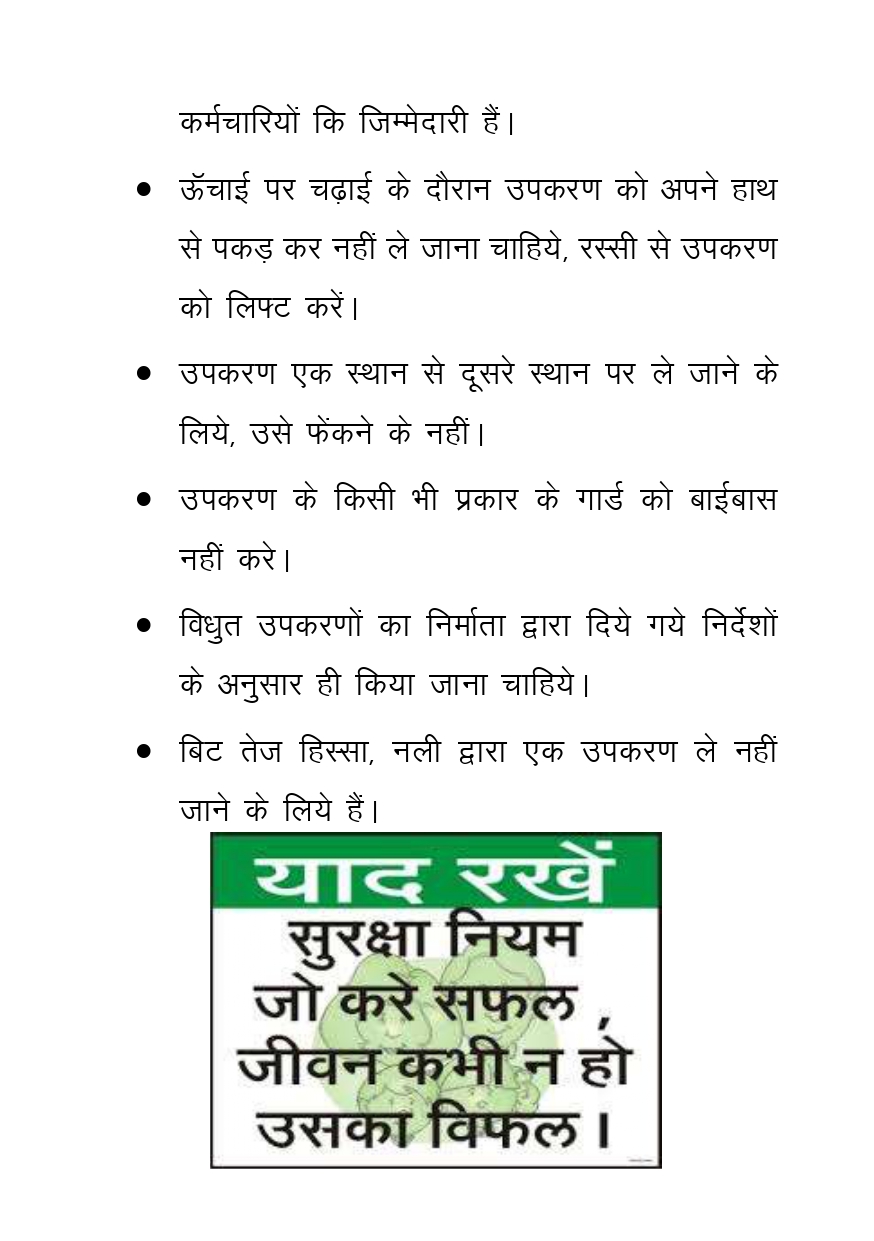 कर्मचारियों कि जिम्मेदारी हैं।
• ऊँचाई पर चढ़ाई के दौरान उपकरण को अपने हाथ
से पकड़ कर नहीं ले जाना चाहिये, रस्सी से उपकरण
को लिफ्ट करें।
• उपकरण एक स्थान से दूसरे स्थान पर ले जाने के
लिये, उसे फेंकने के नहीं।
• उपकरण के किसी भी प्रकार के गार्ड को बाईबास
नहीं करे।
• विधुत उपकरणों का निर्माता द्वारा दिये गये निर्देशों
के अनुसार ही किया जाना चाहिये।
• बिट तेज हिस्सा, नली द्वारा एक उपकरण ले नहीं
जाने के लिये हैं।
याद रखें
सुरक्षा नियम
जो करे सफल ,
जीवन कभी न हो
उसका विफल ।